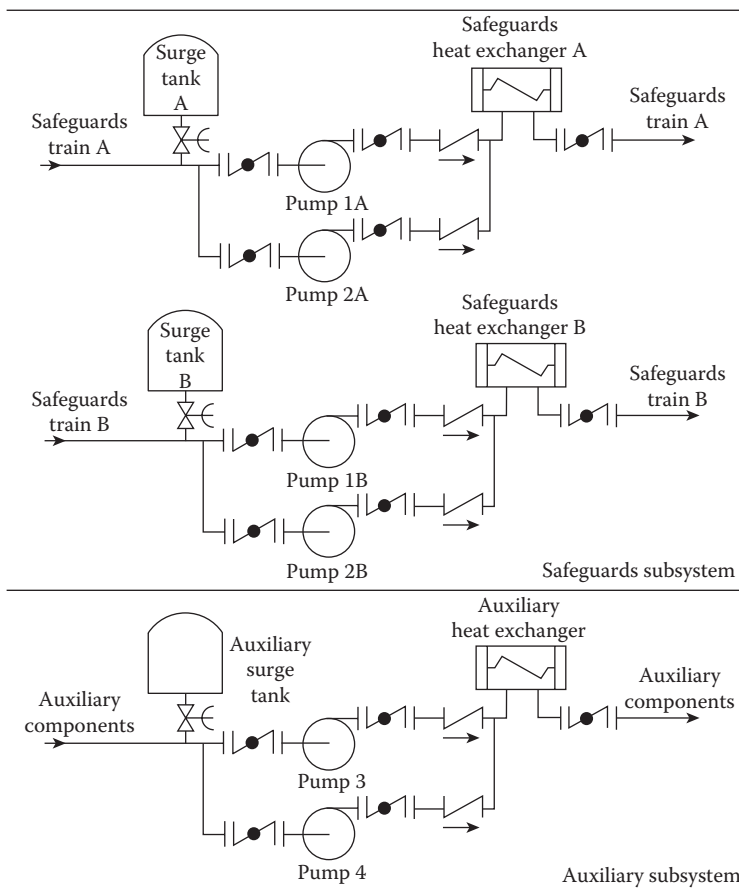 Surge
tank
A
Safeguards
heat exchanger A
Safeguards
train A
Safeguards
train A
Pump 1A
Pump 2A
Surge
tank
B
Safeguards
heat exchanger B
Safeguards
train B
Safeguards
train B
Pump 1B
Pump 2B
Safeguards subsystem
Auxiliary
surge
tank
Auxiliary
heat exchanger
Auxiliary
components
Auxiliary
components
Pump 3
Pump 4
Auxiliary subsystem